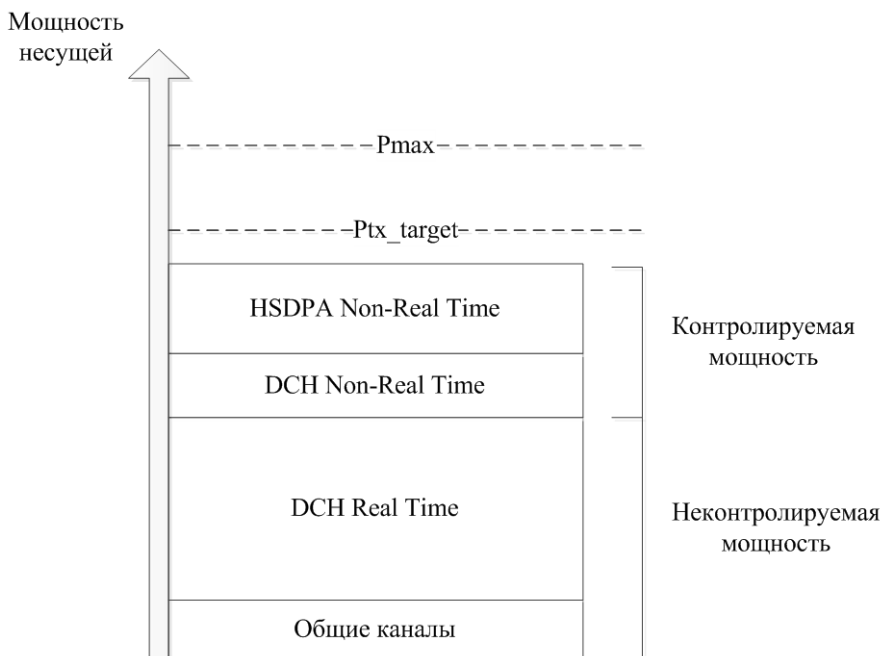 Мощность
несущей
Pmax
Ptx_target
HSDPA Non-Real Time
Контролируемая
мощность
DCH Non-Real Time
DCH Real Time
Неконтролируемая
мощность
Общие каналы